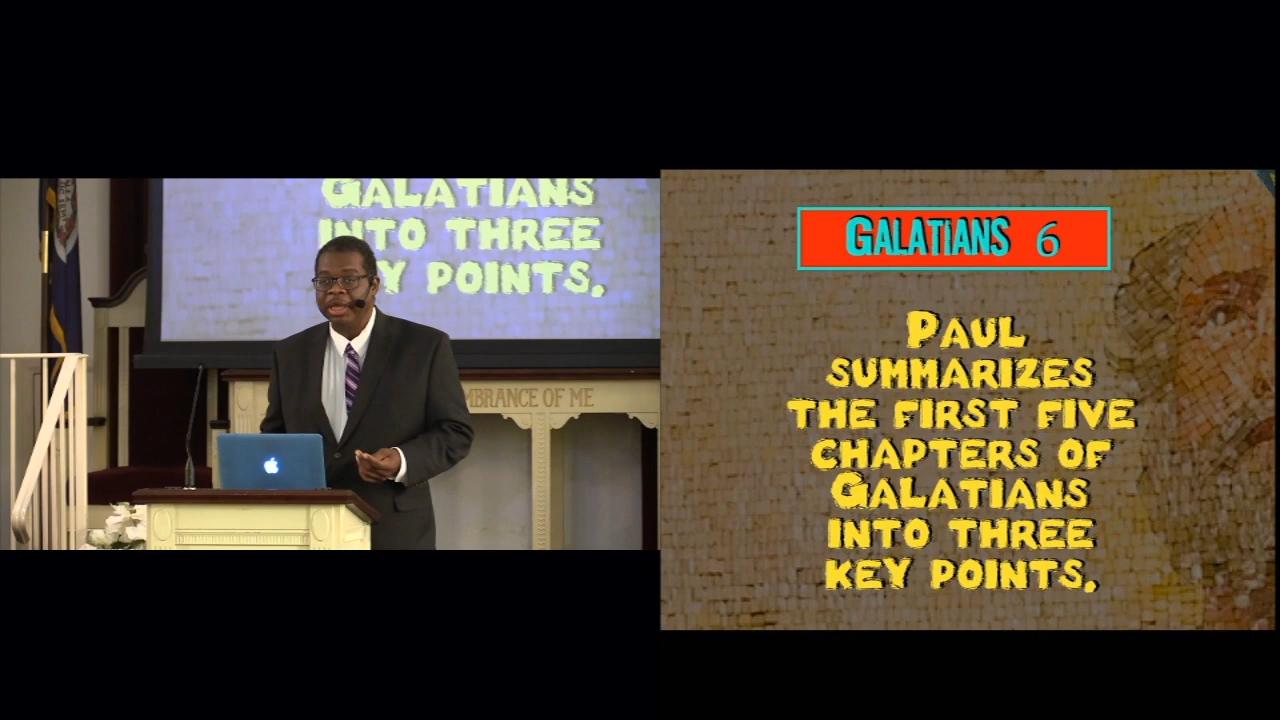 GALATIANS
INTO THREE
KEY POINTS.
MBRANCE OF ME
GALATIANS 6
PAUL
SUMMARIZES
THE FIRST FIVE
CHAPTERS OF
GALATIANS
INTO THREE
KEY POINTS.